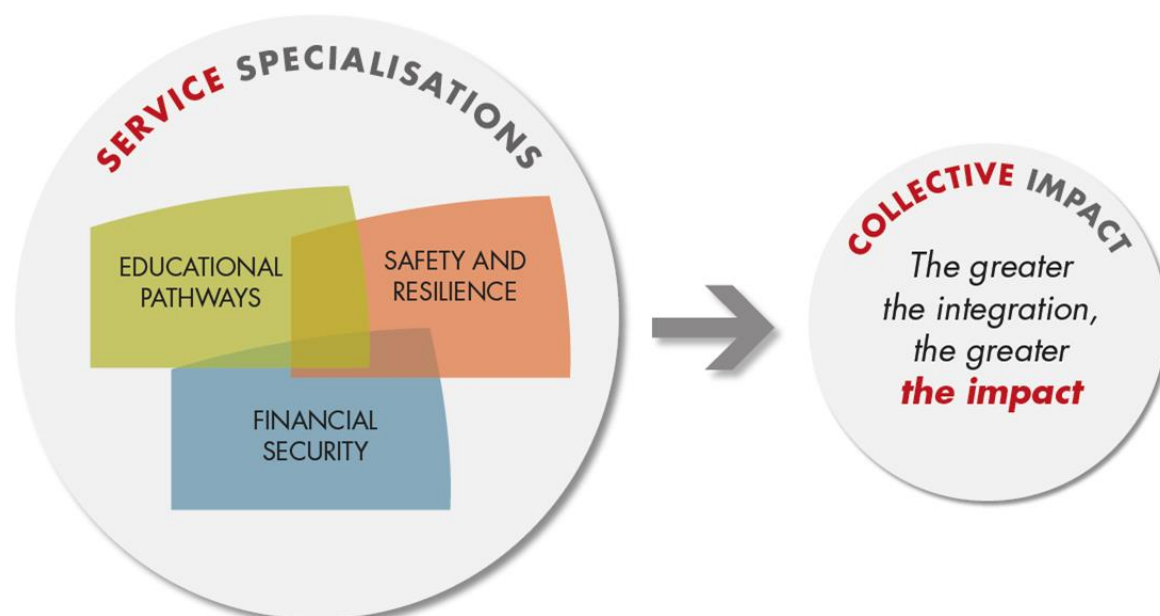 SERVICE SPECIALISATIONS
EDUCATIONAL
PATHWAYS
SAFETY AND
RESILIENCE
FINANCIAL
SECURITY
COLLECTIVE IMPACT
The greater
the integration,
the greater
the impact